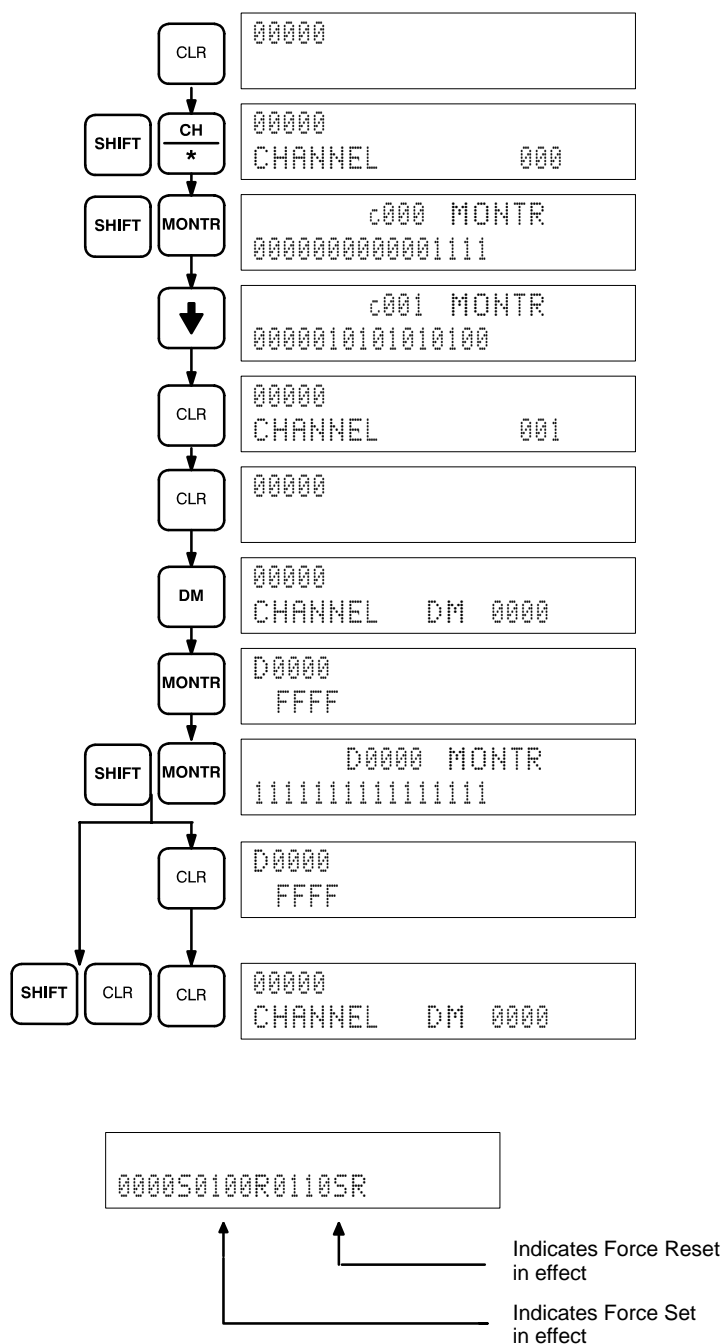 CLR
00000
SHIFT
CH
*
00000
CHANNEL 000
SHIFT
MONTR
c000 MONTR
0000000000001111
c001 MONTR
0000010101010100
CLR
00000
CHANNEL 001
CLR
00000
DM
00000
CHANNEL DM 0000
MONTR
D0000
FFFF
SHIFT
MONTR
D0000 MONTR
1111111111111111
CLR
D0000
FFFF
SHIFT
CLR
CLR
00000
CHANNEL DM 0000
0000S0100R0110SR
Indicates Force Reset
in effect
Indicates Force Set
in effect